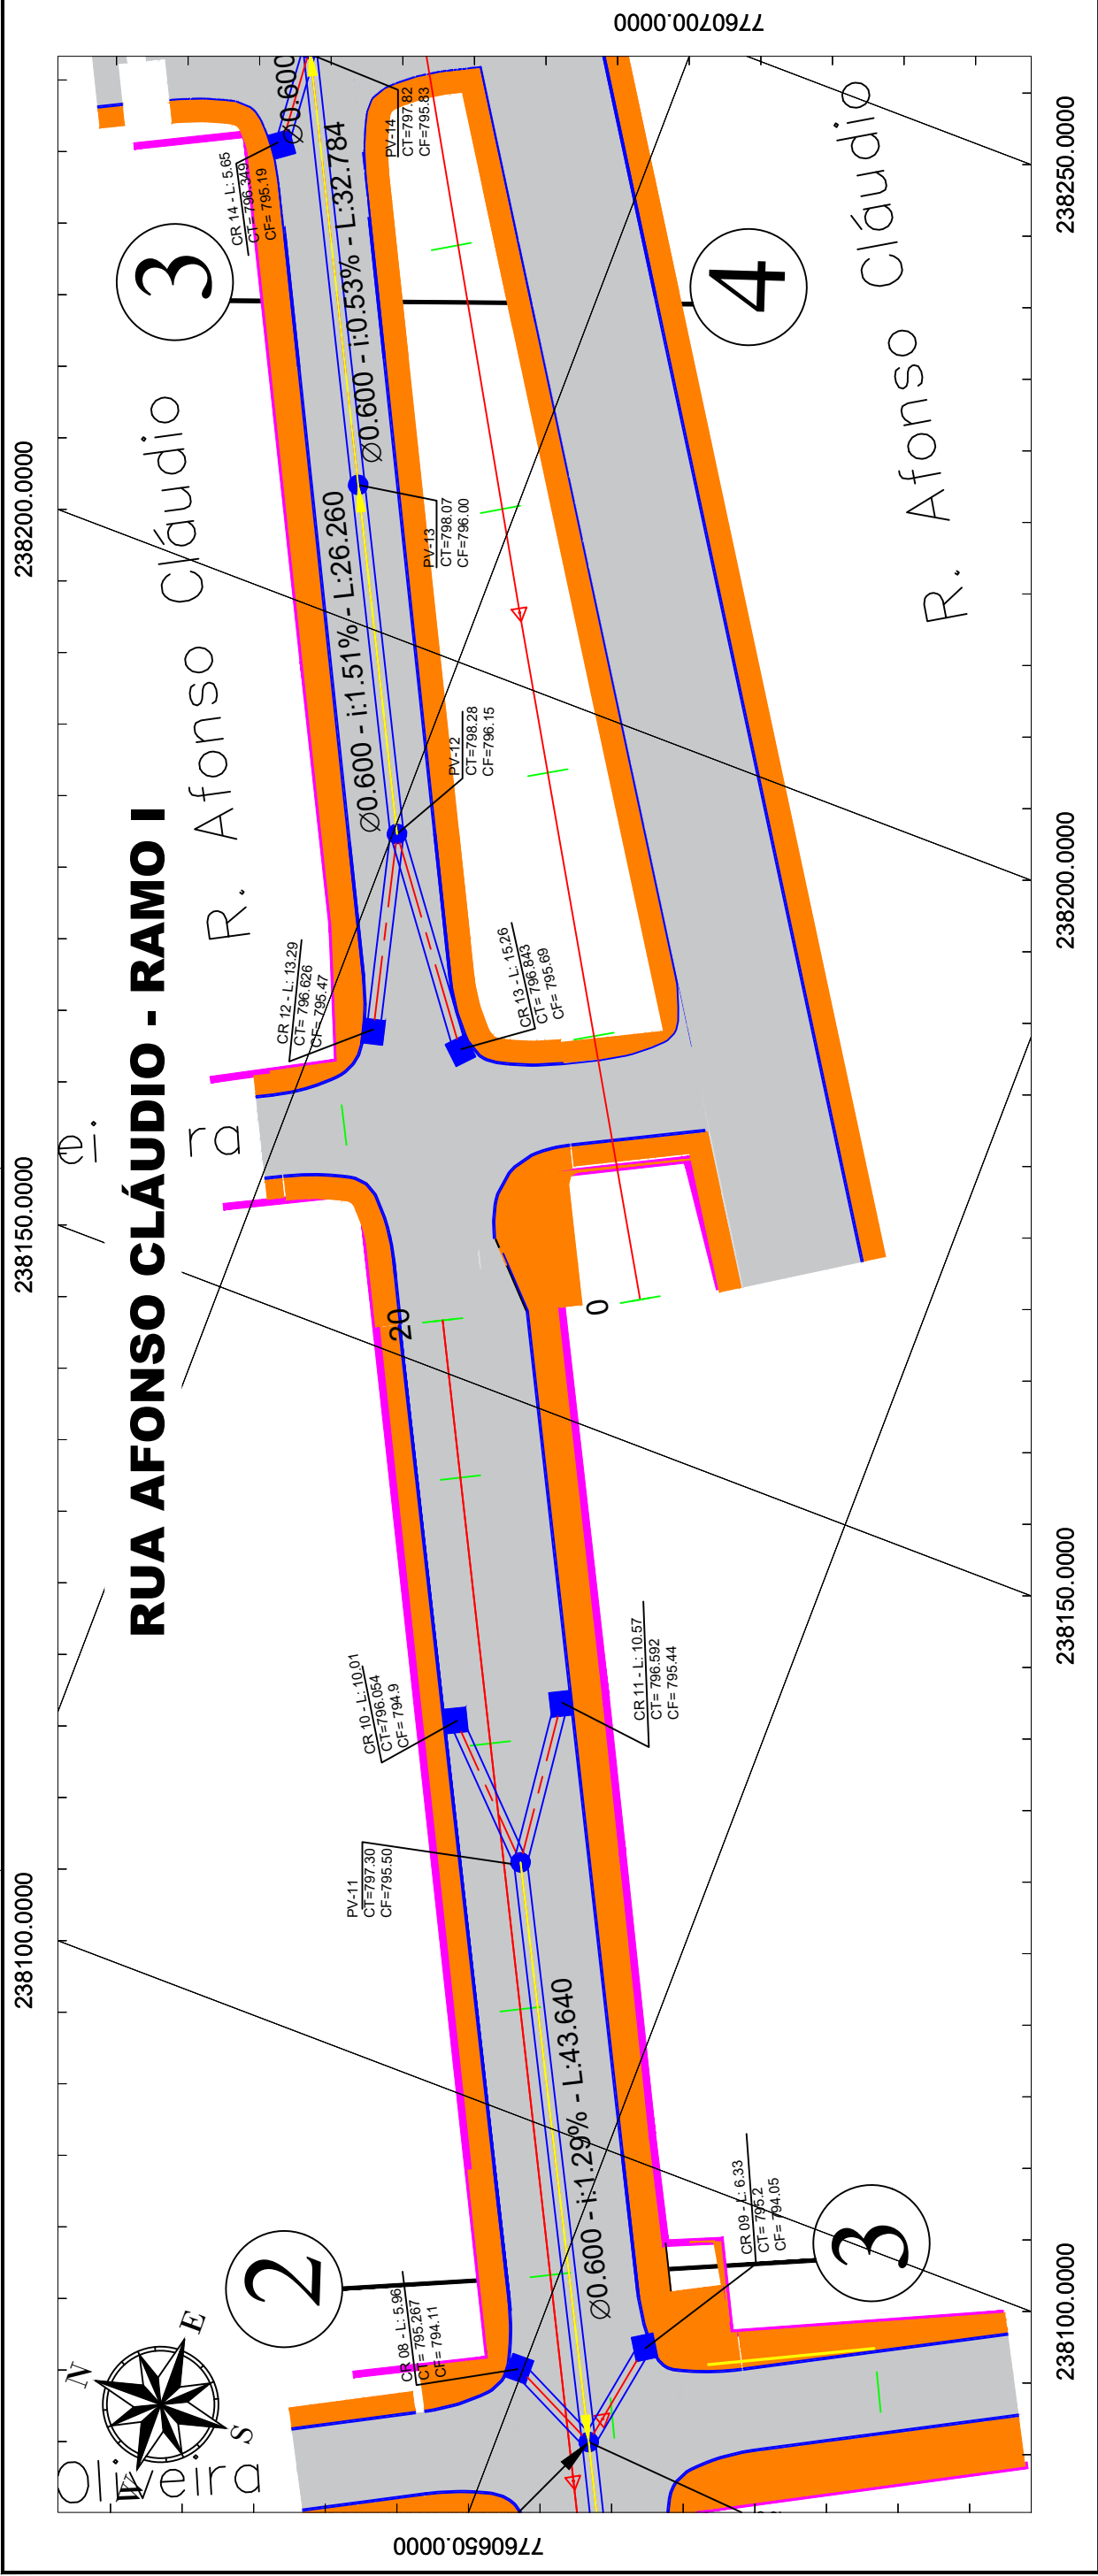 RUA AFONSO CLÁUDIO - RAMO I
238100.0000
238150.0000
238200.0000
7760650.0000
7760700.0000
Oliveira
N
E
S
W
2
CR 08 - L: 5.96
CT= 795.267
CF= 794.11
Ø0.600 - i:1.29% - L:43.640
3
CR 09 - L: 6.33
CT= 795.2
CF= 794.05
PV-11
CT=797.30
CF=795.50
CR 10 - L: 10.01
CT=796.054
CF= 794.9
CR 11 - L: 10.57
CT= 796.592
CF= 795.44
20
0
ei
ra
CR 12 - L: 13.29
CT= 796.626
CF= 795.47
CR 13 - L: 15.26
CT= 796.843
CF= 795.69
R. Afonso Cláudio
Ø0.600 - i:1.51% - L:26.260
PV-12
CT=798.28
CF=796.15
PV-13
CT=798.07
CF=796.00
Ø0.600 - i:0.53% - L:32.784
3
CR 14 - L: 5.65
CT= 796.349
CF= 795.19
Ø0.600
PV-14
CT=797.82
CF=795.83
4
R. Afonso Cláudio
238100.0000
238150.0000
238200.0000
238250.0000